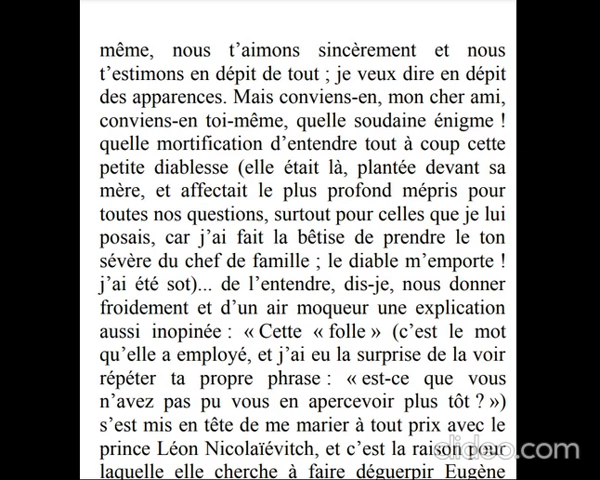 même, nous t’aimons sincèrement et nous
t’estimons en dépit de tout ; je veux dire en dépit
des apparences. Mais conviens-en, mon cher ami,
conviens-en toi-même, quelle soudaine énigme !
quelle mortification d’entendre tout à coup cette
petite diablesse (elle était là, plantée devant sa
mère, et affectait le plus profond mépris pour
toutes nos questions, surtout pour celles que je lui
posais, car j’ai fait la bêtise de prendre le ton
sévère du chef de famille ; le diable m’emporte !
j’ai été sot)... de l’entendre, dis-je, nous donner
froidement et d’un air moqueur une explication
aussi inopinée : « Cette « folle » (c’est le mot
qu’elle a employé, et j’ai eu la surprise de la voir
répéter ta propre phrase : « est-ce que vous
n’avez pas pu vous en apercevoir plus tôt ? »)
s’est mis en tête de me marier à tout prix avec le
prince Léon Nicolaïévitch, et c’est la raison pour
laquelle elle cherche à faire déguerpir Eugène
clideo.com